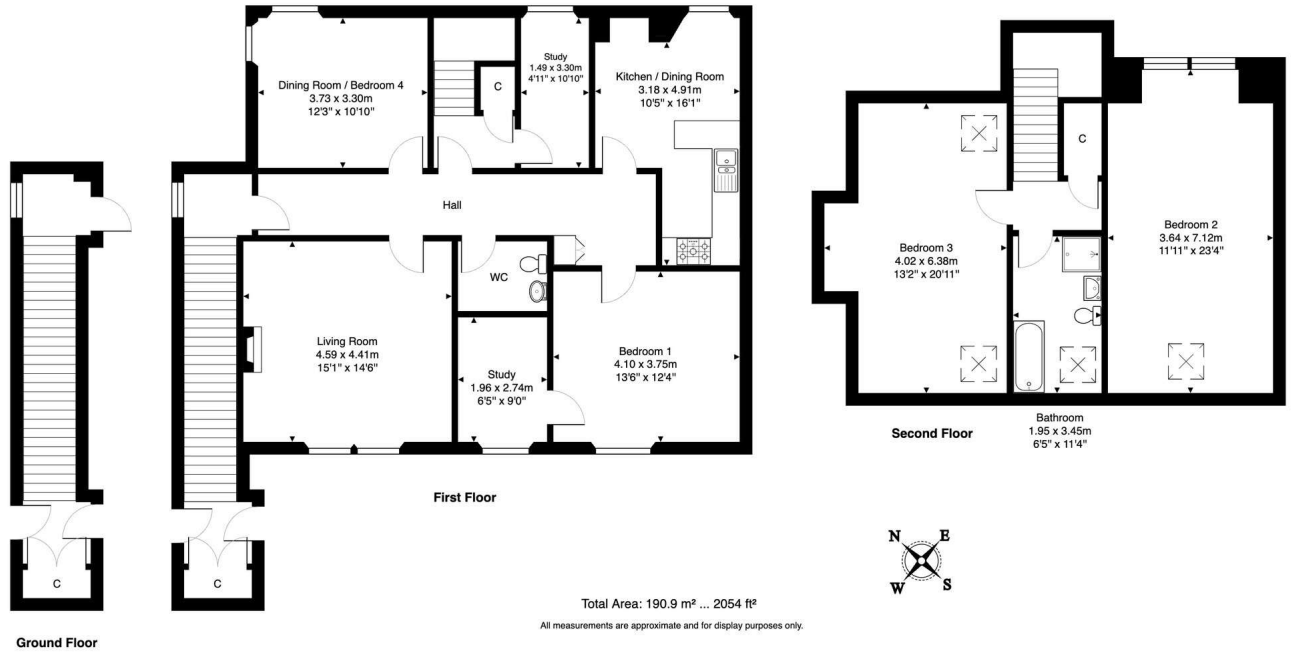 Dining Room / Bedroom 4
3.73 x 3.30m
12'3" x 10'10"
C
Study
1.49 x 3.30m
4'11" x 10'10"
Kitchen / Dining Room
3.18 x 4.91m
10'5" x 16'1"
Hall
WC
Living Room
4.59 x 4.41m
15'1" x 14'6"
Study
1.96 x 2.74m
6'5" x 9'0"
Bedroom 1
4.10 x 3.75m
13'6" x 12'4"
C
First Floor
C
Ground Floor
C
Bedroom 3
4.02 x 6.38m
13'2" x 20'11"
Bedroom 2
3.64 x 7.12m
11'11" x 23'4"
Bathroom
1.95 x 3.45m
6'5" x 11'4"
Second Floor
N E
W S
Total Area: 190.9 m² ... 2054 ft²
All measurements are approximate and for display purposes only.